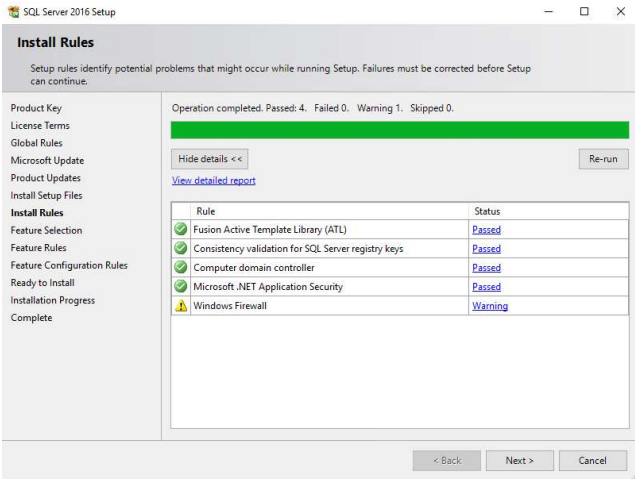 SQL Server 2016 Setup
Install Rules
Setup rules identify potential problems that might occur while running Setup. Failures must be corrected before Setup
can continue.
Product Key
License Terms
Global Rules
Microsoft Update
Product Updates
Install Setup Files
Install Rules
Feature Selection
Feature Rules
Feature Configuration Rules
Ready to Install
Installation Progress
Complete
Operation completed. Passed: 4. Failed 0. Warning 1. Skipped 0.
Hide details << Re-run
View detailed report
Rule Status
Fusion Active Template Library (ATL) Passed
Consistency validation for SQL Server registry keys Passed
Computer domain controller Passed
Microsoft .NET Application Security Passed
Windows Firewall Warning
< Back Next > Cancel